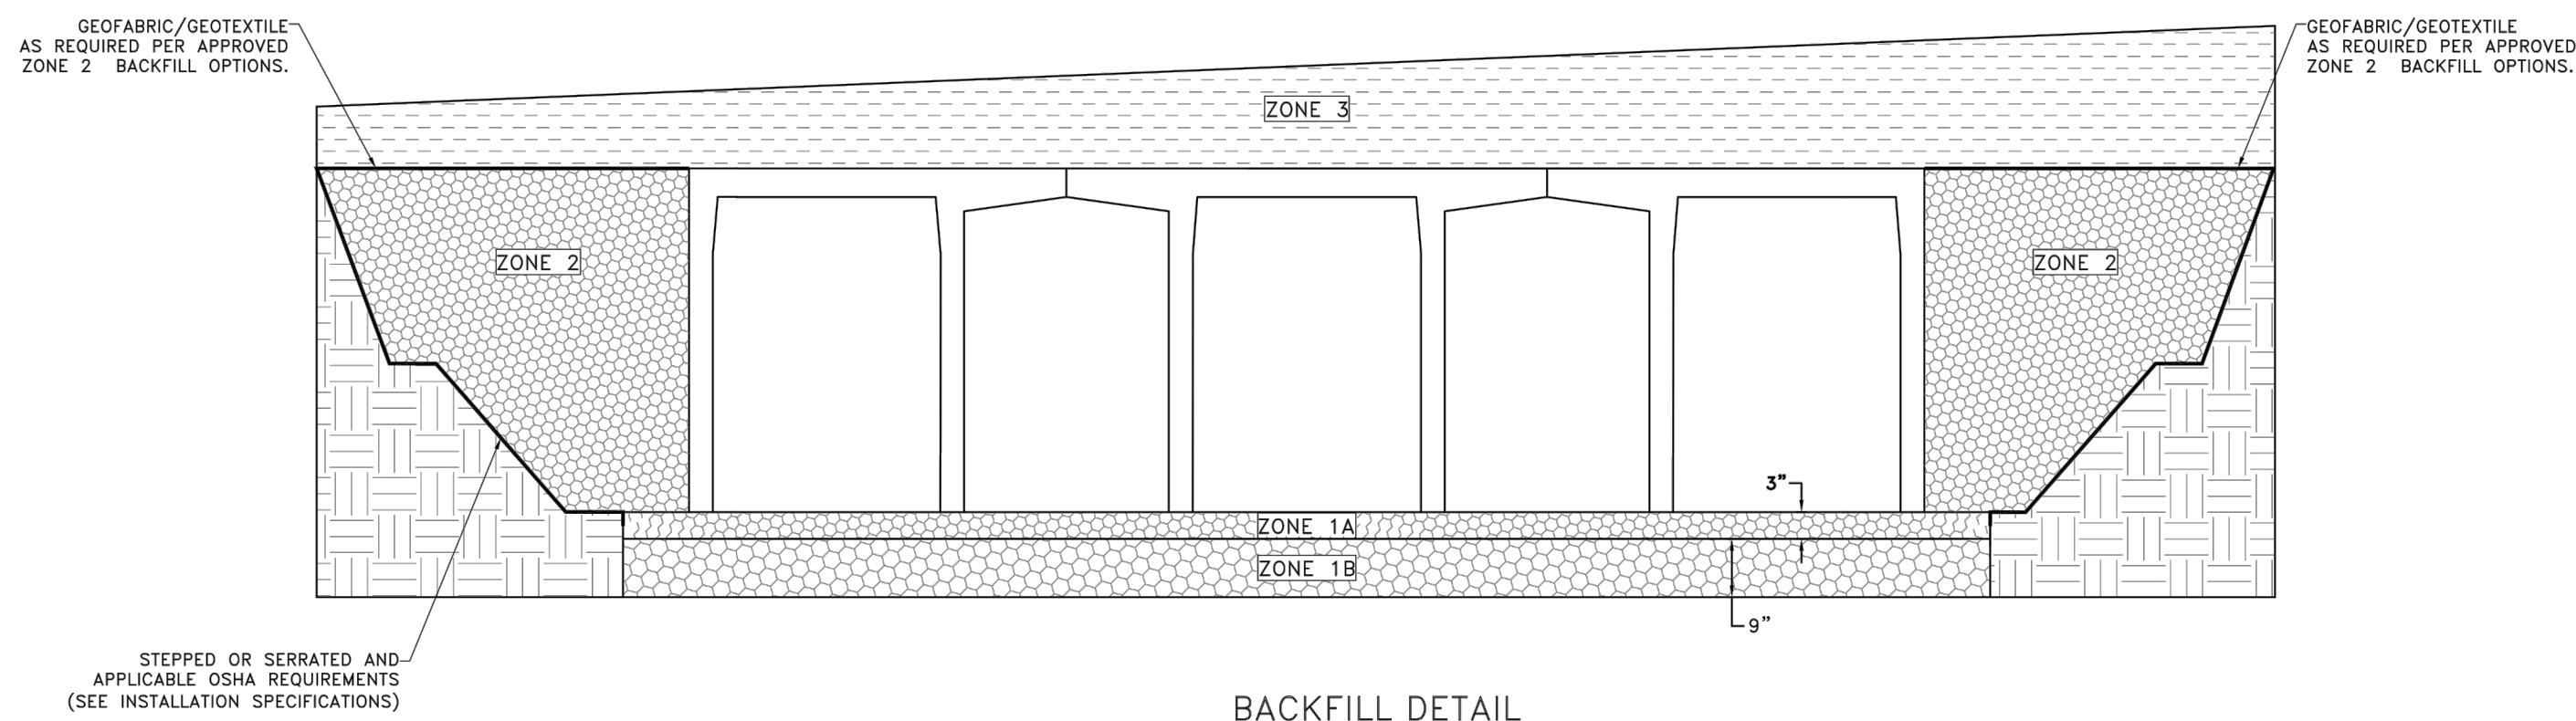 GEOFABRIC/GEOTEXTILE
AS REQUIRED PER APPROVED
ZONE 2 BACKFILL OPTIONS.
GEOFABRIC/GEOTEXTILE
AS REQUIRED PER APPROVED
ZONE 2 BACKFILL OPTIONS.
ZONE 3
ZONE 2
ZONE 2
3"
ZONE 1A
ZONE 1B
9"
STEPPED OR SERRATED AND
APPLICABLE OSHA REQUIREMENTS
(SEE INSTALLATION SPECIFICATIONS)
BACKFILL DETAIL